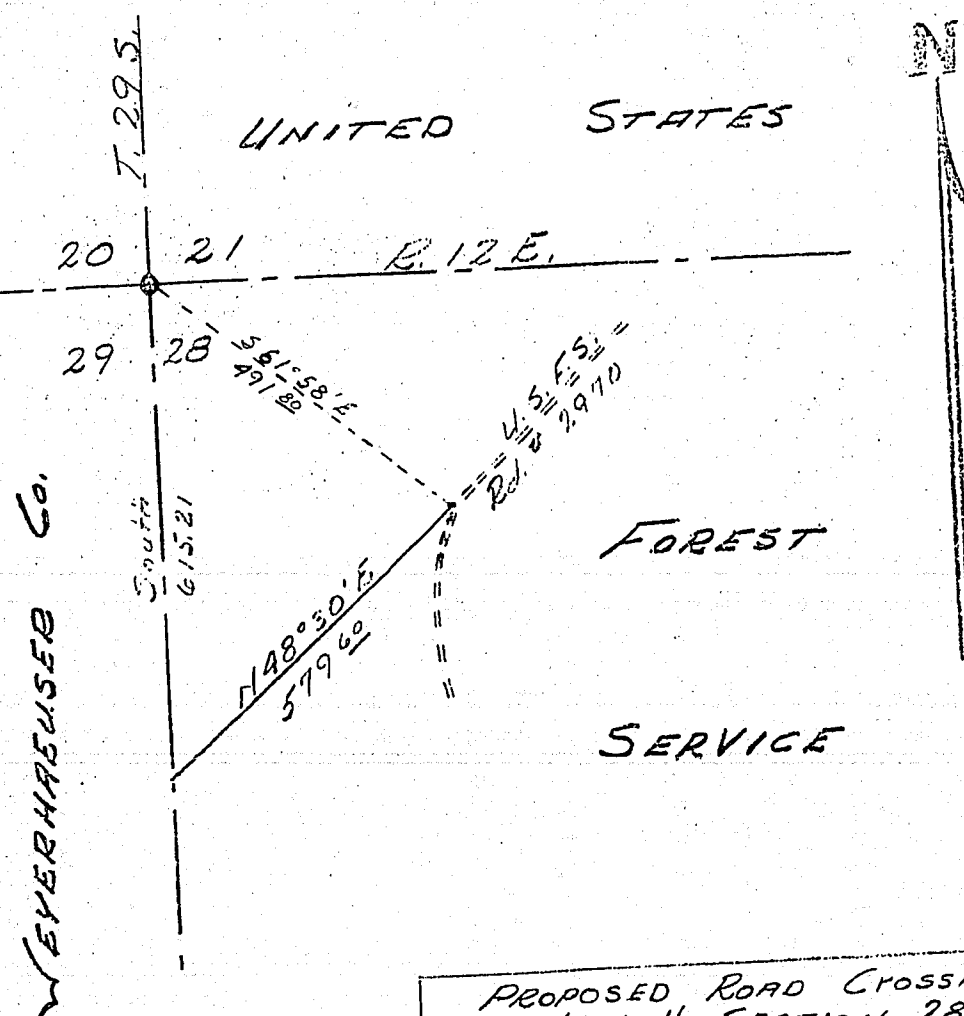 N
T. 29 S.
UNITED STATES
20 21 R. 12 E.
29 28
S 61°58' E
491 80
U.S.F.S.
Rd. # 2970
WEYERHAEUSER Co.
South
615.21
N 48°30' E.
579 60
FOREST
SERVICE
PROPOSED ROAD CROSSI
SECTION 28